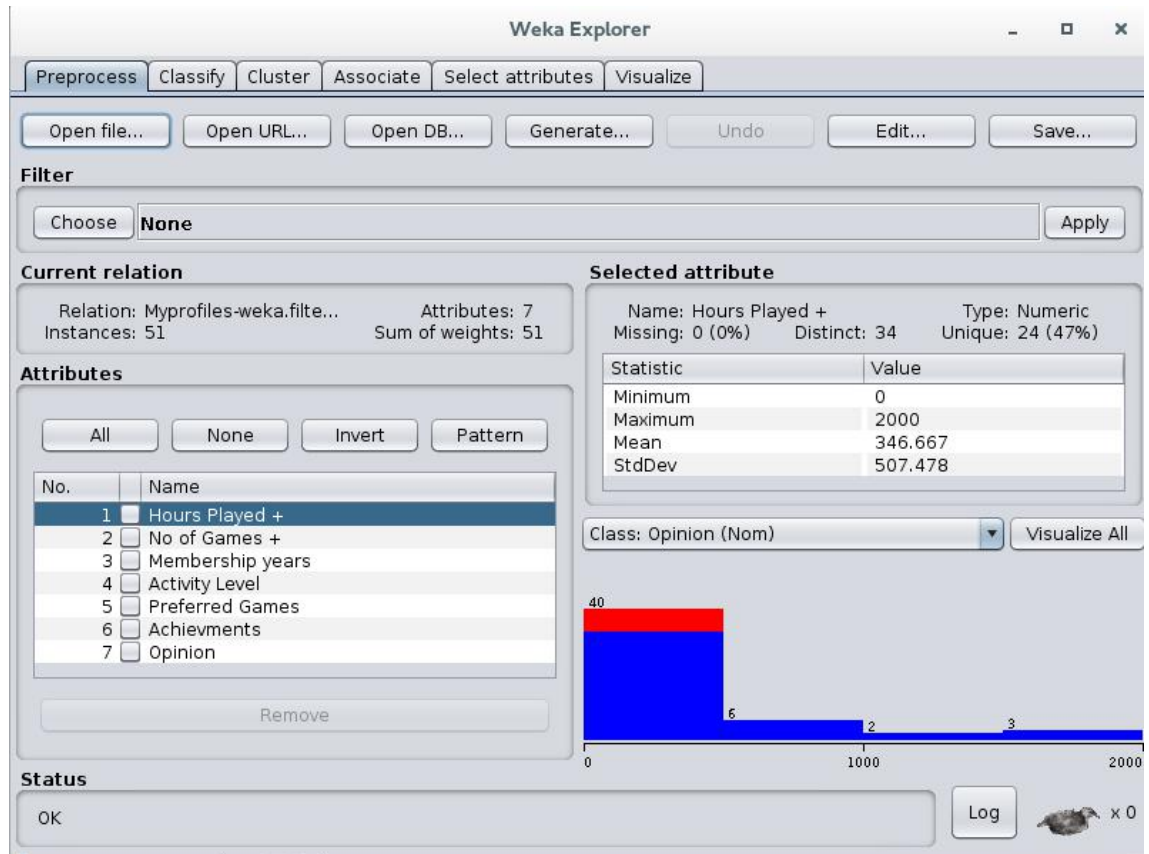 Weka Explorer
Preprocess Classify Cluster Associate Select attributes Visualize
Open file... Open URL... Open DB... Generate... Undo Edit... Save...
Filter
Choose None Apply
Current relation
Relation: Myprofiles-weka.filte... Attributes: 7
Instances: 51 Sum of weights: 51
Attributes
All None Invert Pattern
No. Name
1 Hours Played +
2 No of Games +
3 Membership years
4 Activity Level
5 Preferred Games
6 Achievments
7 Opinion
Remove
Selected attribute
Name: Hours Played + Type: Numeric
Missing: 0 (0%) Distinct: 34 Unique: 24 (47%)
Statistic Value
Minimum 0
Maximum 2000
Mean 346.667
StdDev 507.478
Class: Opinion (Nom) Visualize All
40
6
2
3
0 1000 2000
Status
OK Log x 0